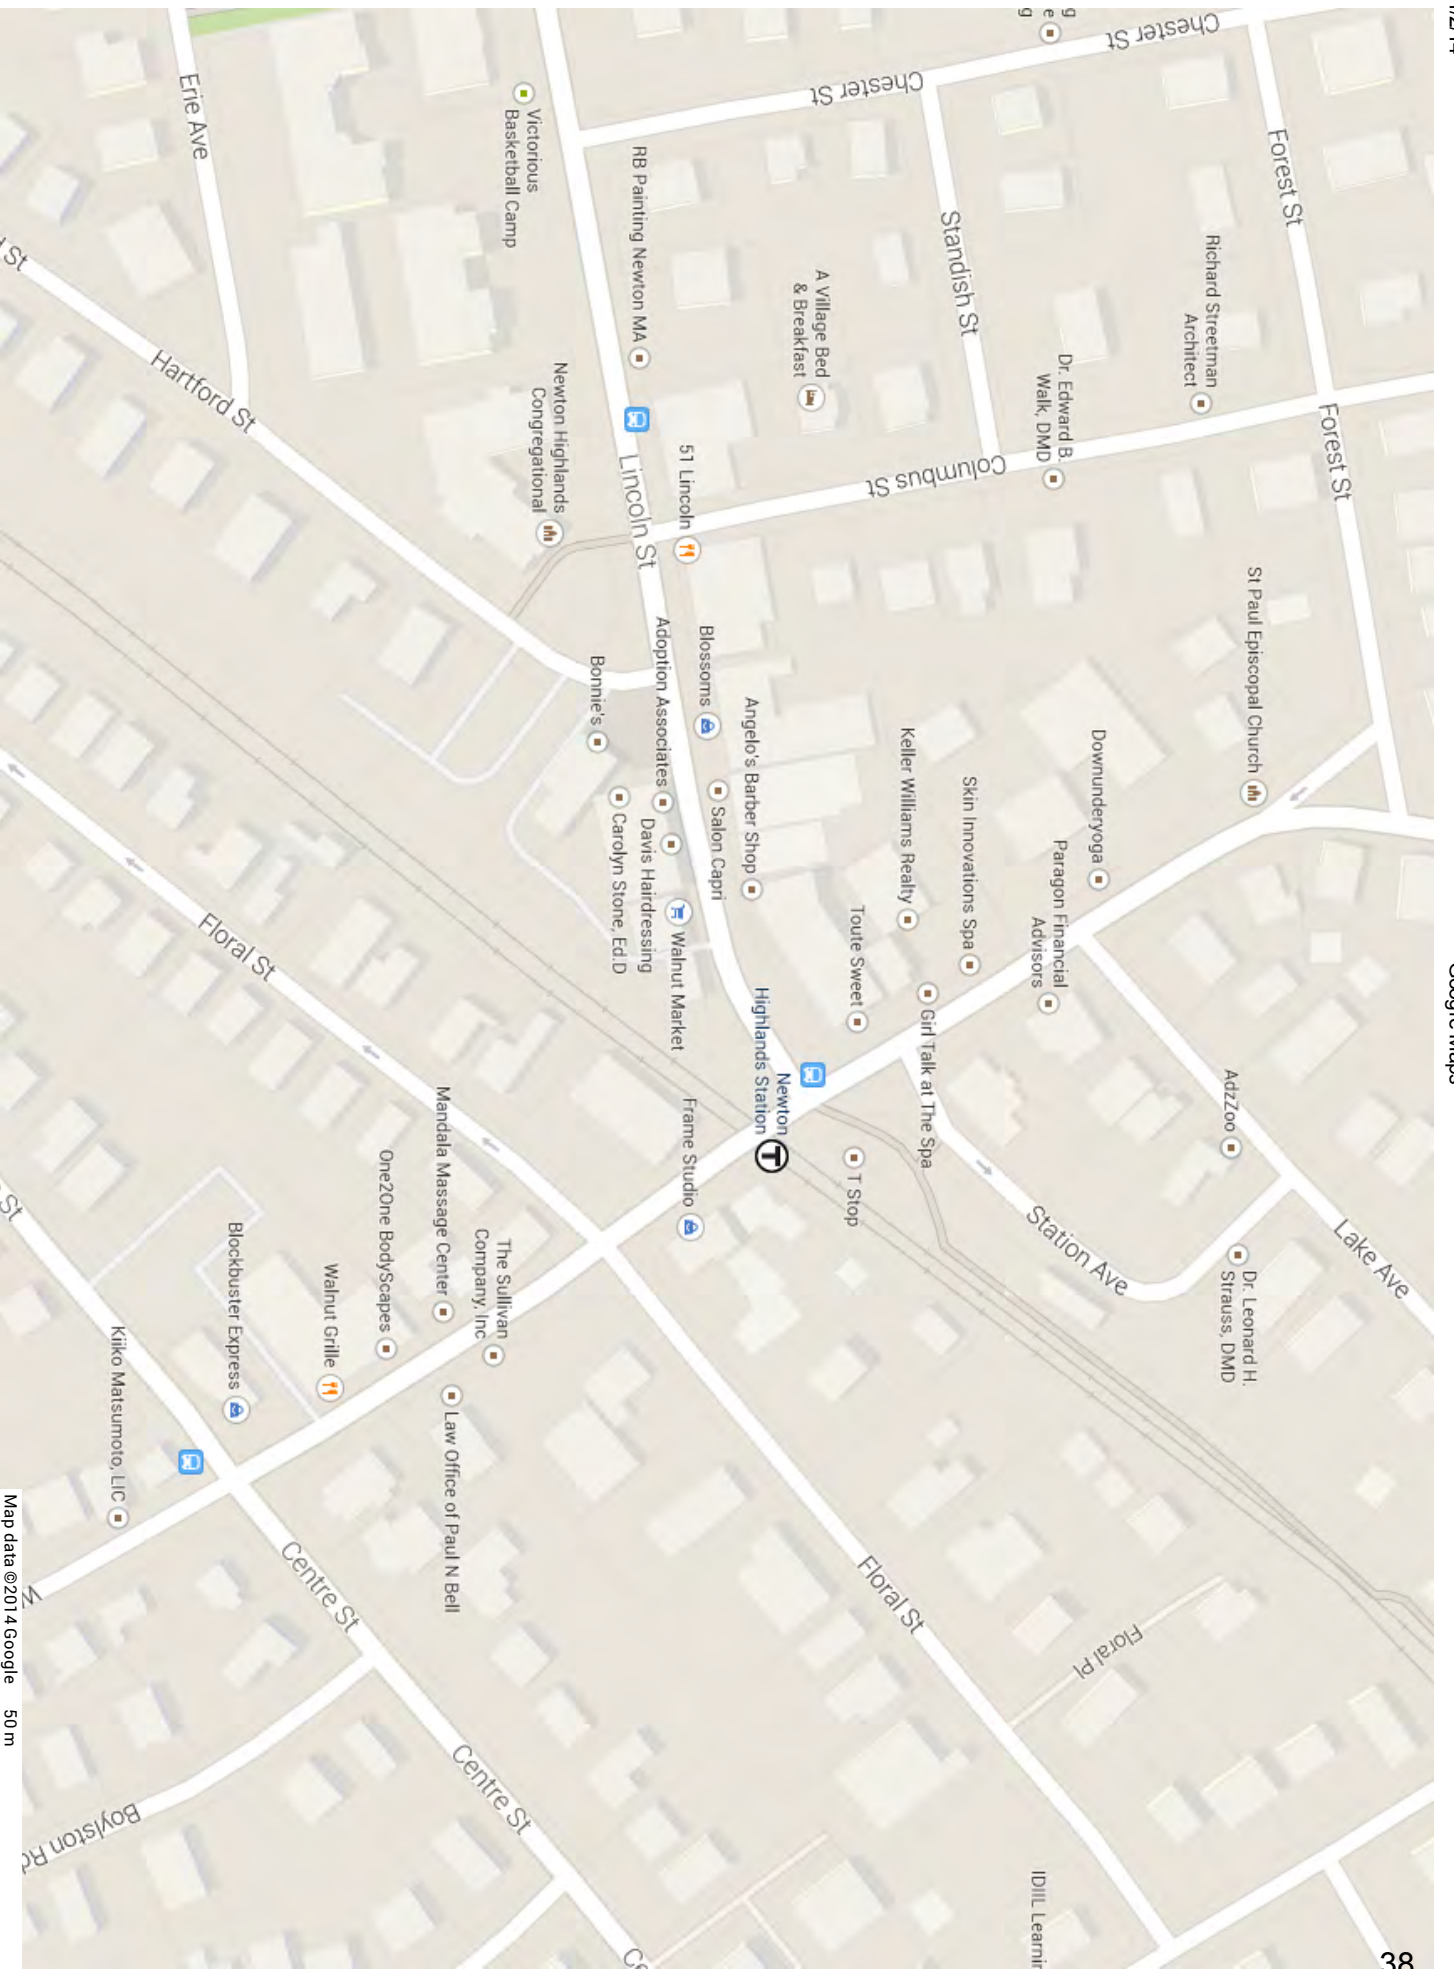 Chester St
Chester St
Forest St
Forest St
Richard Streetman
Architect
Standish St
Dr. Edward B.
Walk, DMD
Columbus St
A Village Bed
& Breakfast
RB Painting Newton MA
Victorious
Basketball Camp
Erie Ave
St
Hartford St
Newton Highlands
Congregational
Lincoln St
51 Lincoln
St Paul Episcopal Church
Downunderyoga
Paragon Financial
Advisors
Skin Innovations Spa
Keller Williams Realty
Angelo's Barber Shop
Blossoms
Salon Capri
Adoption Associates
Bonnie's
Davis Hairdressing
Carolyn Stone, Ed.D
Walnut Market
Toute Sweet
Girl Talk at The Spa
Newton
Highlands Station
T
T Stop
Frame Studio
AdzZoo
Lake Ave
Station Ave
Dr. Leonard H.
Strauss, DMD
Floral St
Mandala Massage Center
One2One BodyScapes
The Sullivan
Company, Inc
Walnut Grille
Blockbuster Express
Kiiko Matsumoto, LIC
St
Law Office of Paul N Bell
Floral St
Floral Pl
Centre St
Centre St
Ce
W
Boylston Rd
IDIIL Learnin
Map data ©2014 Google 50 m
38